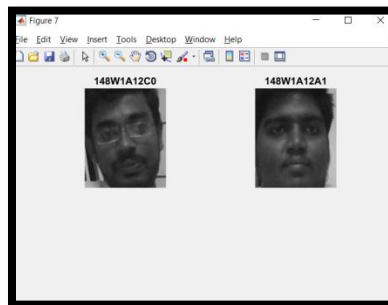 Figure 7
File Edit View Insert Tools Desktop Window Help
148W1A12C0 148W1A12A1